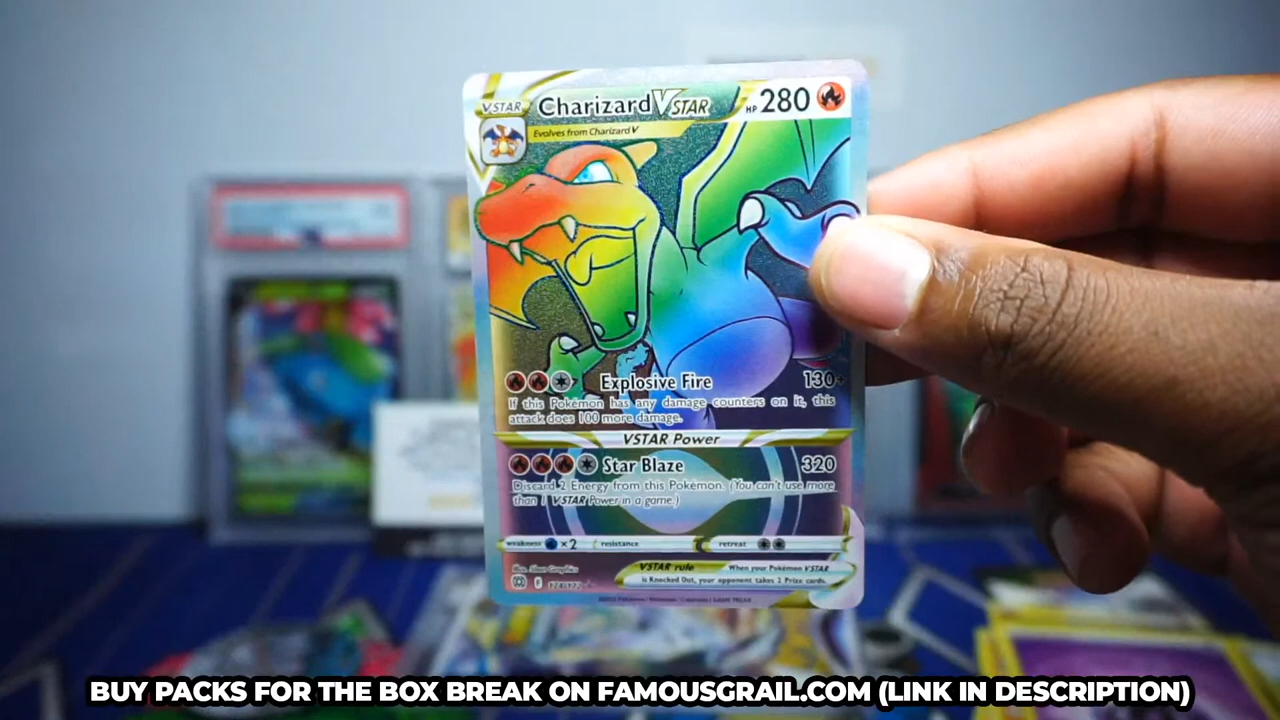 VSTAR Charizard VSTAR HP 280
Evolves from Charizard V
Explosive Fire 130+
If this Pokémon has any damage counters on it, this
attack does 100 more damage.
VSTAR Power
Star Blaze 320
Discard 2 Energy from this Pokémon. (You can't use more
than 1 VSTAR Power in a game.)
weakness ×2 resistance retreat
VSTAR rule When your Pokémon VSTAR
is Knocked Out, your opponent takes 2 Prize cards.
BUY PACKS FOR THE BOX BREAK ON FAMOUSGRAIL.COM (LINK IN DESCRIPTION)